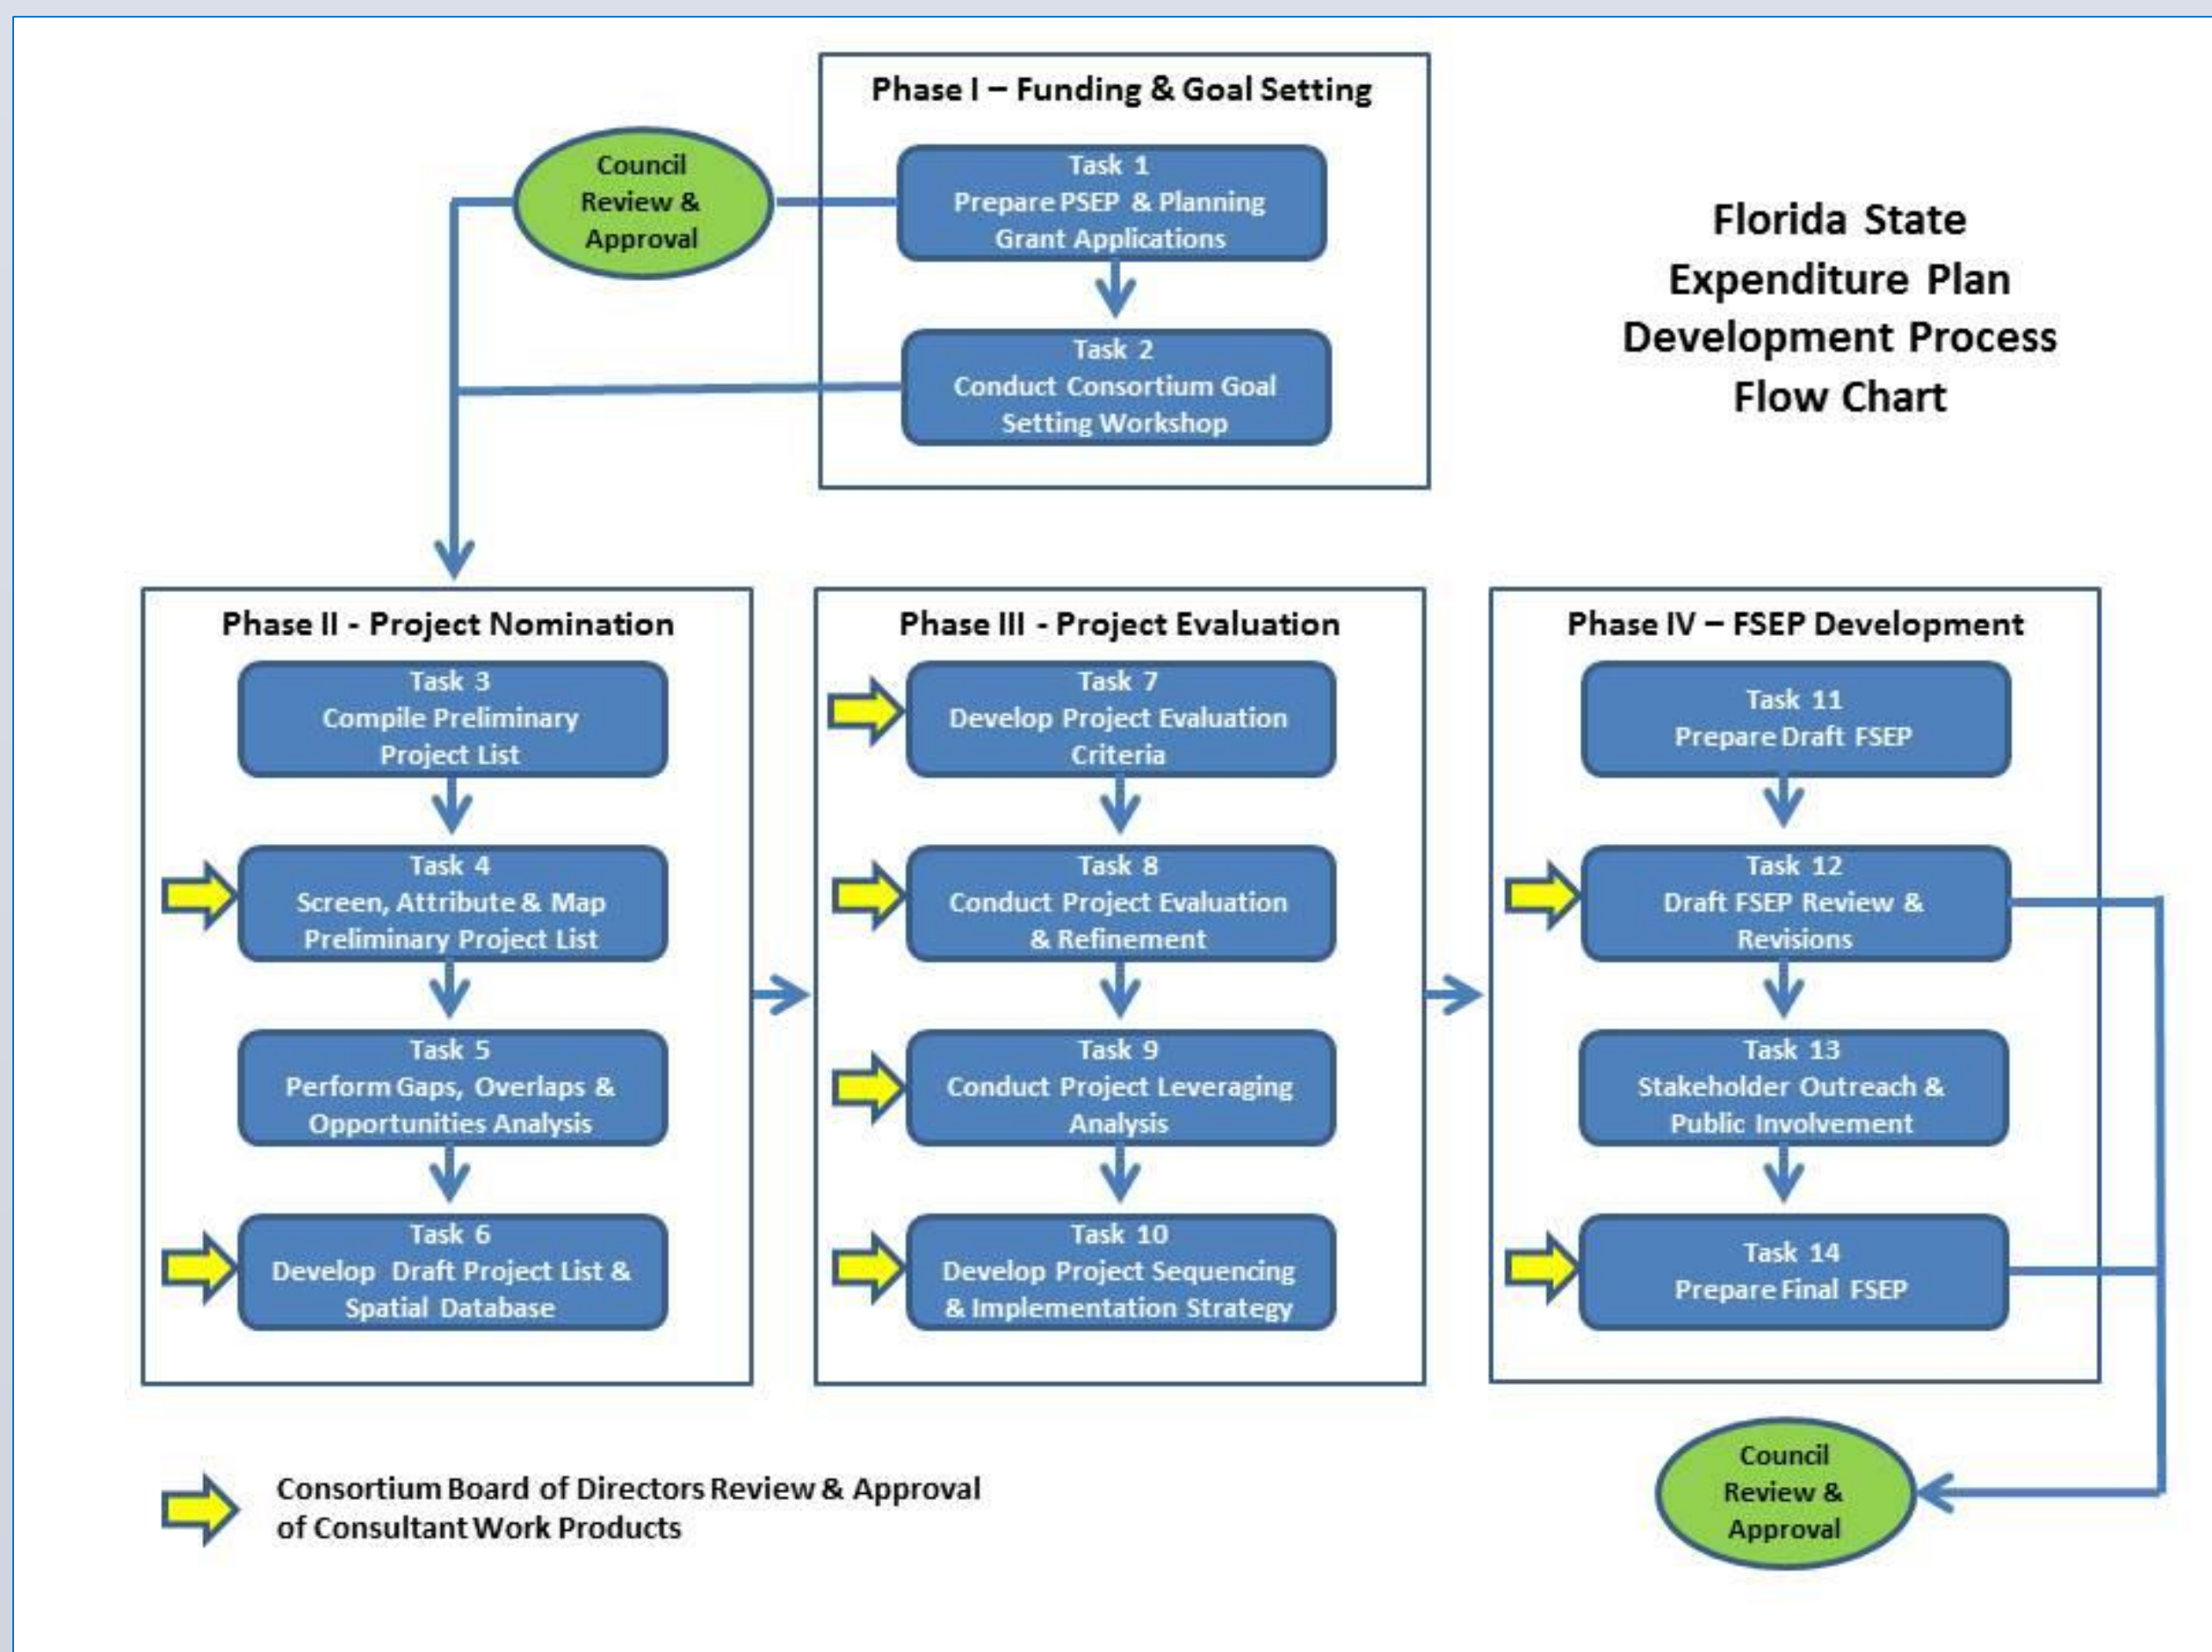 Phase I – Funding & Goal Setting
Council
Review &
Approval
Task 1
Prepare PSEP & Planning
Grant Applications
Task 2
Conduct Consortium Goal
Setting Workshop
Florida State
Expenditure Plan
Development Process
Flow Chart
Phase II - Project Nomination
Task 3
Compile Preliminary
Project List
Task 4
Screen, Attribute & Map
Preliminary Project List
Task 5
Perform Gaps, Overlaps &
Opportunities Analysis
Task 6
Develop Draft Project List &
Spatial Database
Phase III - Project Evaluation
Task 7
Develop Project Evaluation
Criteria
Task 8
Conduct Project Evaluation
& Refinement
Task 9
Conduct Project Leveraging
Analysis
Task 10
Develop Project Sequencing
& Implementation Strategy
Phase IV – FSEP Development
Task 11
Prepare Draft FSEP
Task 12
Draft FSEP Review &
Revisions
Task 13
Stakeholder Outreach &
Public Involvement
Task 14
Prepare Final FSEP
Council
Review &
Approval
Consortium Board of Directors Review & Approval
of Consultant Work Products